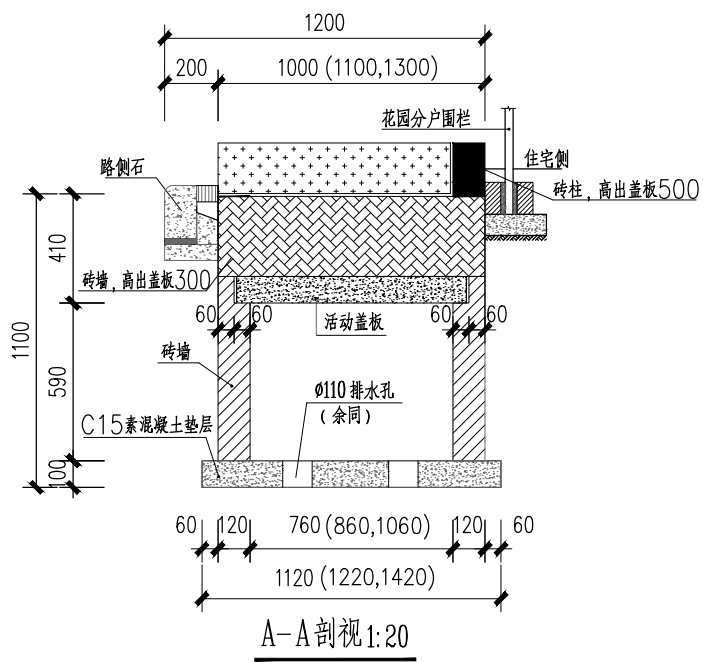 1200
200
1000 (1100,1300)
花园分户围栏
路侧石
住宅侧
砖柱，高出盖板500
410
砖墙，高出盖板300
60
60
活动盖板
60
60
1100
砖墙
590
Ø110 排水孔
（余同）
C15素混凝土垫层
100
60
120
760 (860,1060)
120
60
1120 (1220,1420)
A-A剖视 1:20